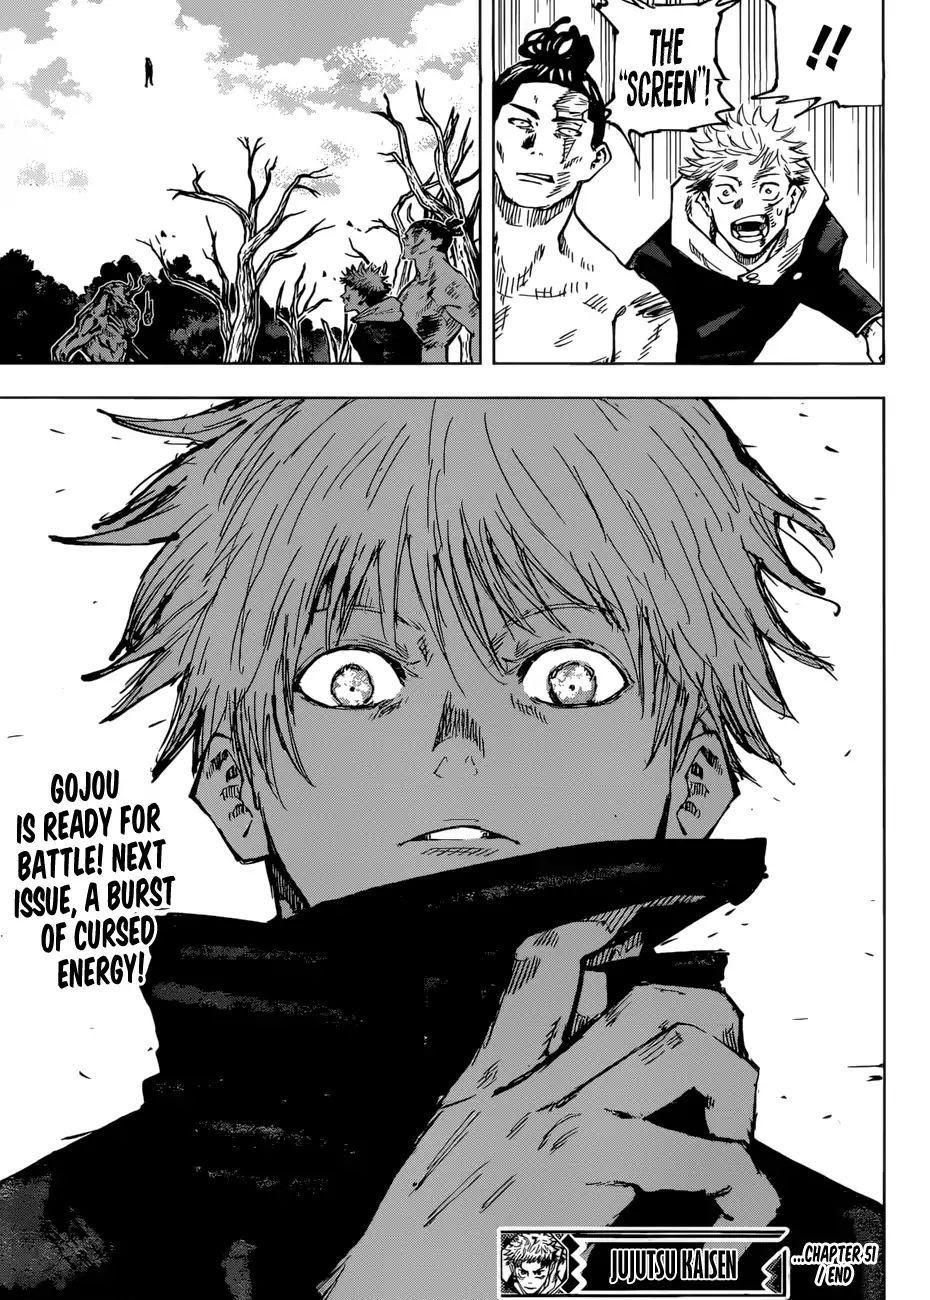 !!
THE
"SCREEN"!
GOJOU
IS READY FOR
BATTLE! NEXT
ISSUE, A BURST
OF CURSED
ENERGY!
JUJUTSU KAISEN
...CHAPTER 51
/ END